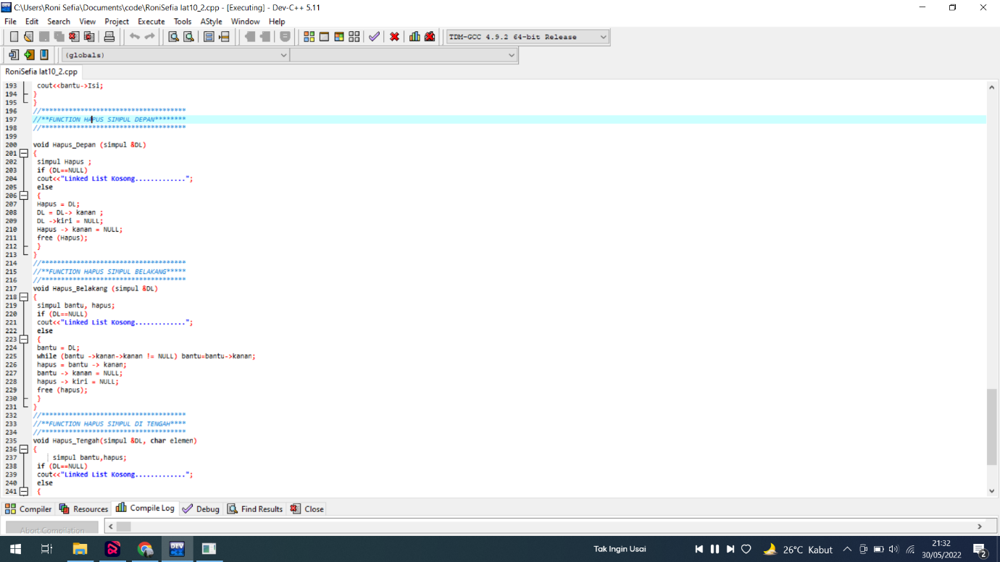 C:\Users\Roni Sefia\Documents\code\RoniSefia lat10_2.cpp - [Executing] - Dev-C++ 5.11
File Edit Search View Project Execute Tools AStyle Window Help
TDM-GCC 4.9.2 64-bit Release
(globals)
RoniSefia lat10_2.cpp
193 cout<<bantu->Isi;
194 }
195 }
196 //*************************************
197 //**FUNCTION HAPUS SIMPUL DEPAN********
198 //*************************************
199
200 void Hapus_Depan (simpul &DL)
201 {
202 simpul Hapus ;
203 if (DL==NULL)
204 cout<<"Linked List Kosong.............";
205 else
206 {
207 Hapus = DL;
208 DL = DL-> kanan ;
209 DL ->kiri = NULL;
210 Hapus -> kanan = NULL;
211 free (Hapus);
212 }
213 }
214 //*************************************
215 //**FUNCTION HAPUS SIMPUL BELAKANG*****
216 //*************************************
217 void Hapus_Belakang (simpul &DL)
218 {
219 simpul bantu, hapus;
220 if (DL==NULL)
221 cout<<"Linked List Kosong.............";
222 else
223 {
224 bantu = DL;
225 while (bantu ->kanan->kanan != NULL) bantu=bantu->kanan;
226 hapus = bantu -> kanan;
227 bantu -> kanan = NULL;
228 hapus -> kiri = NULL;
229 free (hapus);
230 }
231 }
232 //*************************************
233 //**FUNCTION HAPUS SIMPUL DI TENGAH****
234 //*************************************
235 void Hapus_Tengah(simpul &DL, char elemen)
236 {
237 simpul bantu,hapus;
238 if (DL==NULL)
239 cout<<"Linked List Kosong.............";
240 else
241 {
Compiler Resources Compile Log Debug Find Results Close
Abort Compilation
DEV C++
Tak Ingin Usai
26°C Kabut
21:32
30/05/2022
2